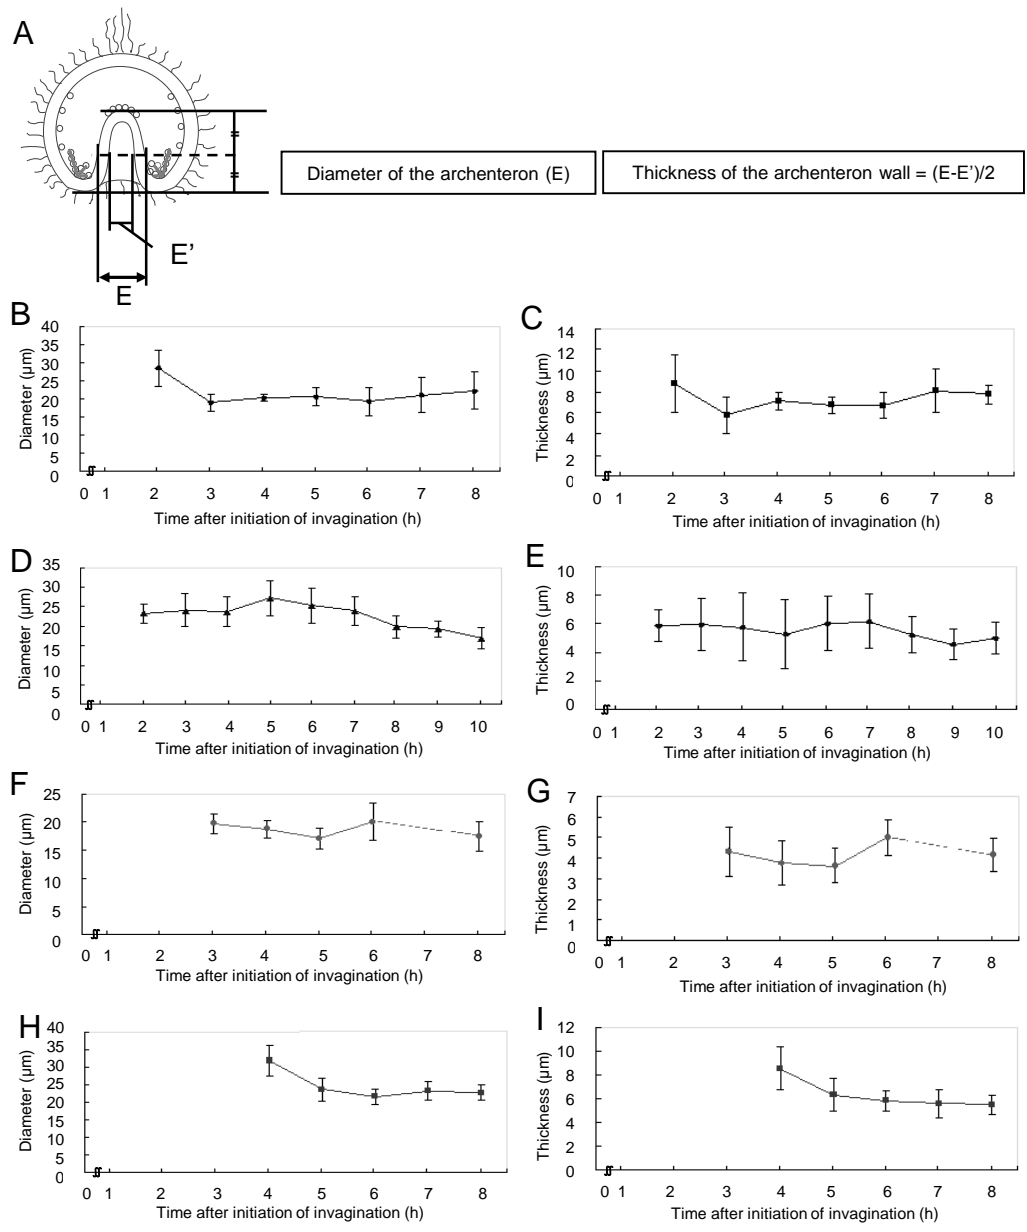 A
Diameter of the archenteron (E)
Thickness of the archenteron wall = (E-E’)/2
E’
E
B
Diameter (μm)
40
35
30
25
20
15
10
5
0
0 1 2 3 4 5 6 7 8
Time after initiation of invagination (h)
C
Thickness (μm)
14
12
10
8
6
4
2
0
0 1 2 3 4 5 6 7 8
Time after initiation of invagination (h)
D
Diameter (μm)
35
30
25
20
15
10
5
0
0 1 2 3 4 5 6 7 8 9 10
Time after initiation of invagination (h)
E
Thickness (μm)
10
8
6
4
2
0
0 1 2 3 4 5 6 7 8 9 10
Time after initiation of invagination (h)
F
Diameter (μm)
25
20
15
10
5
0
0 1 2 3 4 5 6 7 8
Time after initiation of invagination (h)
G
Thickness (μm)
7
6
5
4
3
2
1
0
0 1 2 3 4 5 6 7 8
Time after initiation of invagination (h)
H
Diameter (μm)
40
35
30
25
20
15
10
5
0
0 1 2 3 4 5 6 7 8
Time after initiation of invagination (h)
I
Thickness (μm)
12
10
8
6
4
2
0
0 1 2 3 4 5 6 7 8
Time after initiation of invagination (h)